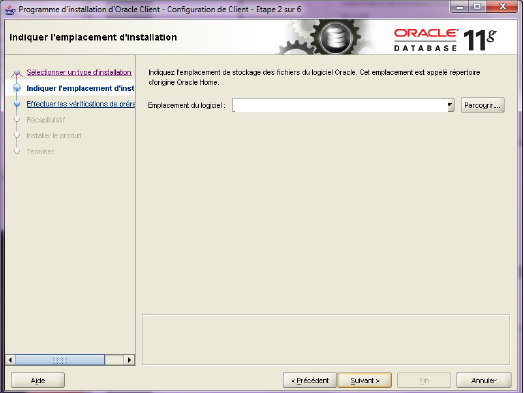 Programme d'installation d'Oracle Client - Configuration de Client - Etape 2 sur 6
Indiquer l'emplacement d'installation
ORACLE
DATABASE 11g
Sélectionner un type d'installation
Indiquer l'emplacement d'inst
Effectuer les vérifications de prére
Récapitulatif
Installer le produit
Terminer
Indiquez l'emplacement de stockage des fichiers du logiciel Oracle. Cet emplacement est appelé répertoire
d'origine Oracle Home.
Emplacement du logiciel :
Parcourir...
Aide
< Précédent
Suivant >
Fin
Annuler